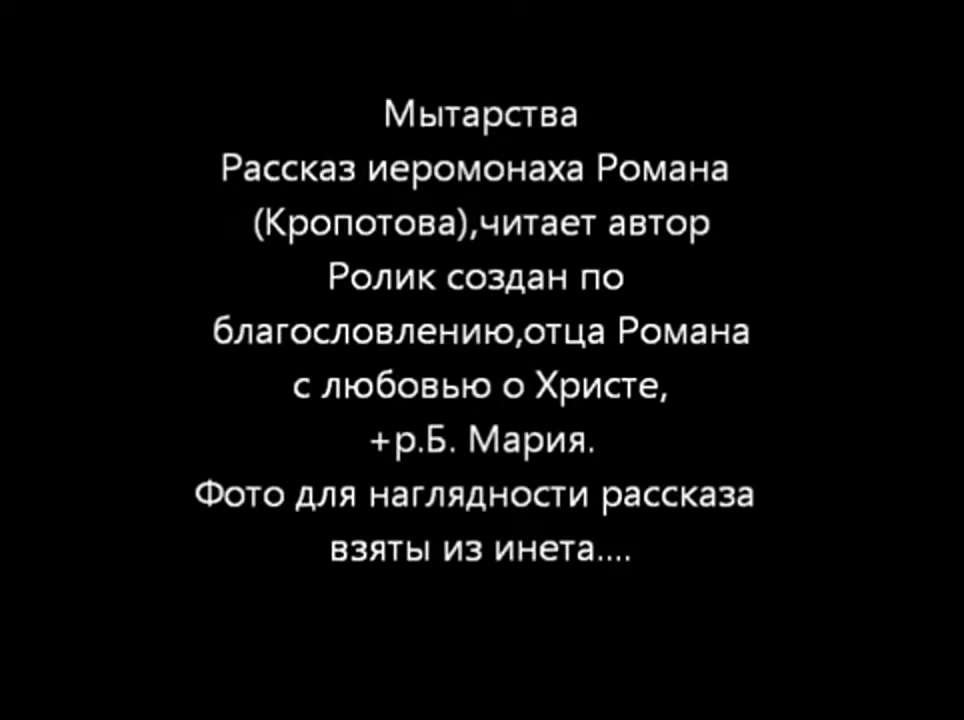 Мытарства
Рассказ иеромонаха Романа
(Кропотова),читает автор
Ролик создан по
благословлению,отца Романа
с любовью о Христе,
+р.Б. Мария.
Фото для наглядности рассказа
взяты из инета....